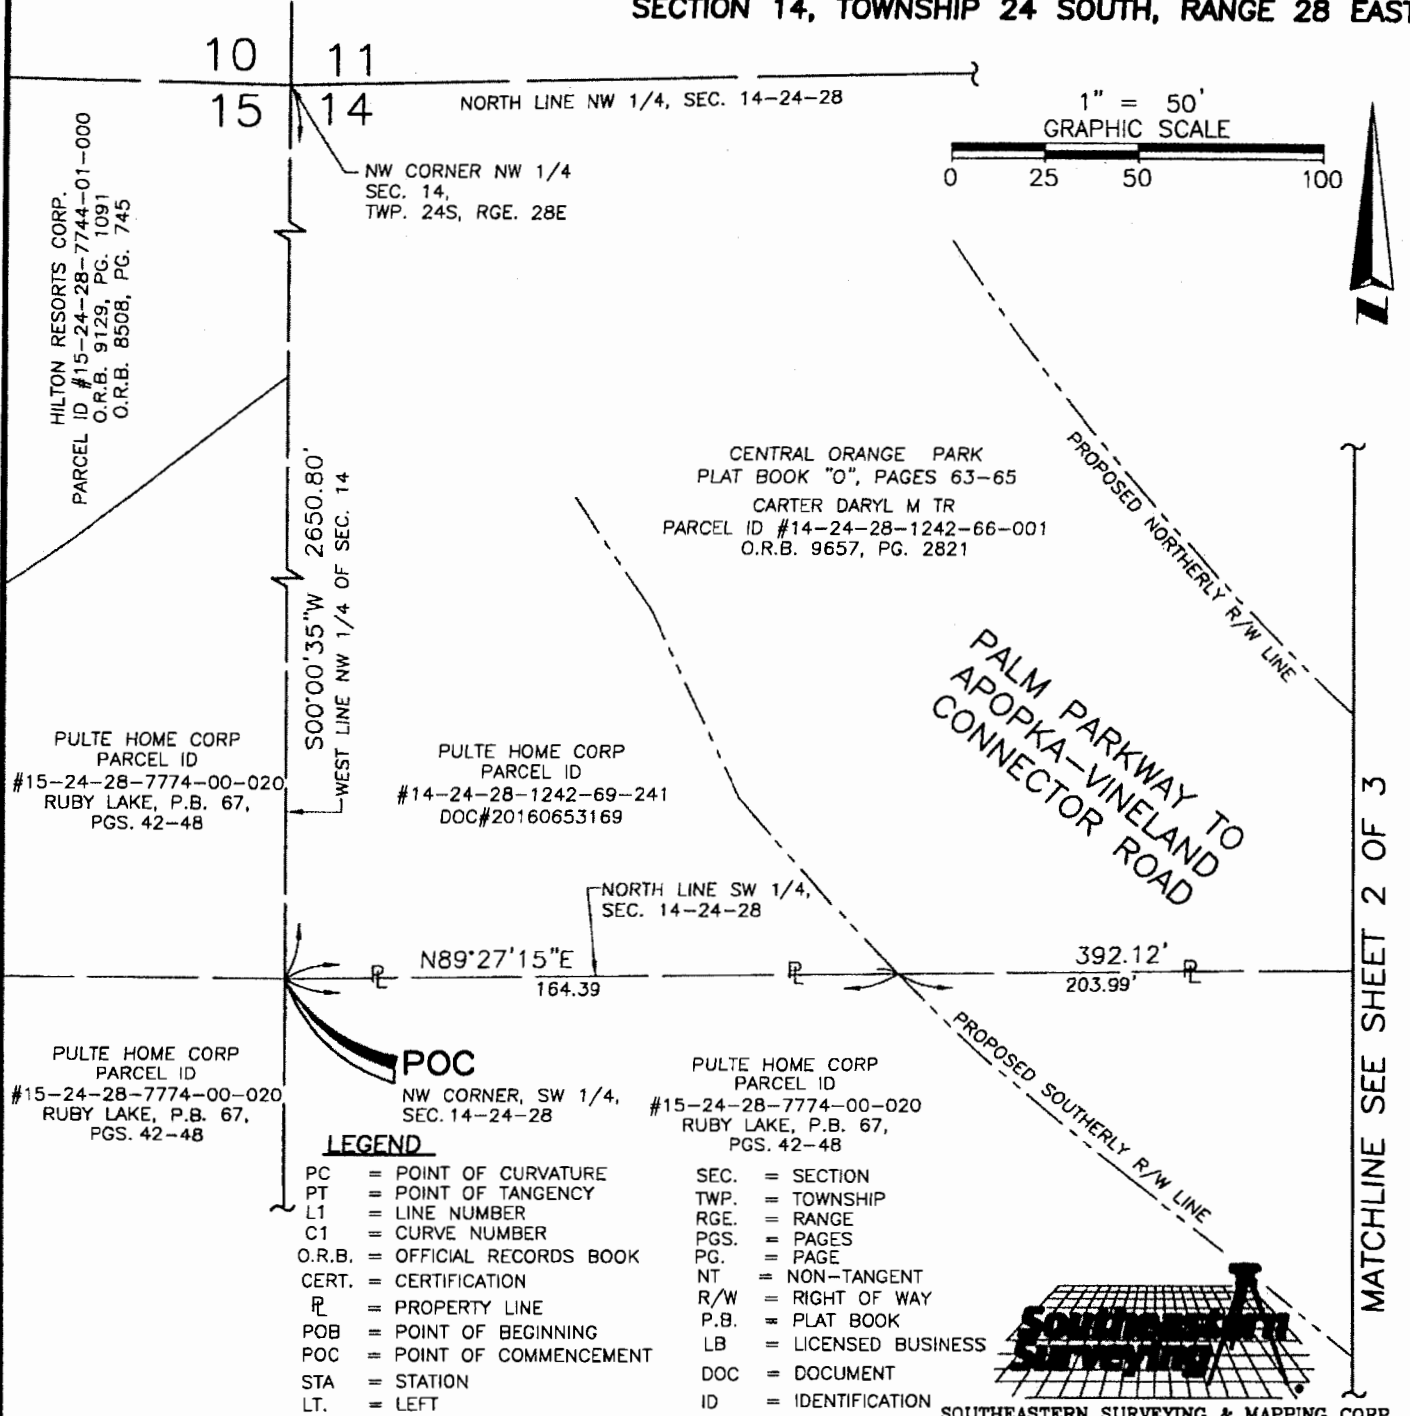 SECTION 14, TOWNSHIP 24 SOUTH, RANGE 28 EAST
10
11
15
14
NORTH LINE NW 1/4, SEC. 14-24-28
NW CORNER NW 1/4
SEC. 14,
TWP. 24S, RGE. 28E
1" = 50'
GRAPHIC SCALE
0 25 50 100
Z
HILTON RESORTS CORP.
PARCEL ID #15-24-28-7744-01-000
O.R.B. 9129, PG. 1091
O.R.B. 8508, PG. 745
S00°00'35"W 2650.80'
WEST LINE NW 1/4 OF SEC. 14
CENTRAL ORANGE PARK
PLAT BOOK "O", PAGES 63-65
CARTER DARYL M TR
PARCEL ID #14-24-28-1242-66-001
O.R.B. 9657, PG. 2821
PROPOSED NORTHERLY R/W LINE
PALM PARKWAY TO
APOPKA-VINELAND
CONNECTOR ROAD
PULTE HOME CORP
PARCEL ID
#15-24-28-7774-00-020
RUBY LAKE, P.B. 67,
PGS. 42-48
PULTE HOME CORP
PARCEL ID
#14-24-28-1242-69-241
DOC#20160653169
NORTH LINE SW 1/4,
SEC. 14-24-28
N89°27'15"E
392.12'
PL
PL
PL
164.39
203.99'
MATCHLINE SEE SHEET 2 OF 3
PULTE HOME CORP
PARCEL ID
#15-24-28-7774-00-020
RUBY LAKE, P.B. 67,
PGS. 42-48
POC
NW CORNER, SW 1/4,
SEC. 14-24-28
PULTE HOME CORP
PARCEL ID
#15-24-28-7774-00-020
RUBY LAKE, P.B. 67,
PGS. 42-48
PROPOSED SOUTHERLY R/W LINE
LEGEND
PC = POINT OF CURVATURE
PT = POINT OF TANGENCY
L1 = LINE NUMBER
C1 = CURVE NUMBER
O.R.B. = OFFICIAL RECORDS BOOK
CERT. = CERTIFICATION
PL = PROPERTY LINE
POB = POINT OF BEGINNING
POC = POINT OF COMMENCEMENT
STA = STATION
LT. = LEFT
SEC. = SECTION
TWP. = TOWNSHIP
RGE. = RANGE
PGS. = PAGES
PG. = PAGE
NT = NON-TANGENT
R/W = RIGHT OF WAY
P.B. = PLAT BOOK
LB = LICENSED BUSINESS
DOC = DOCUMENT
ID = IDENTIFICATION
Southeastern
Surveying
SOUTHEASTERN SURVEYING & MAPPING CORP.